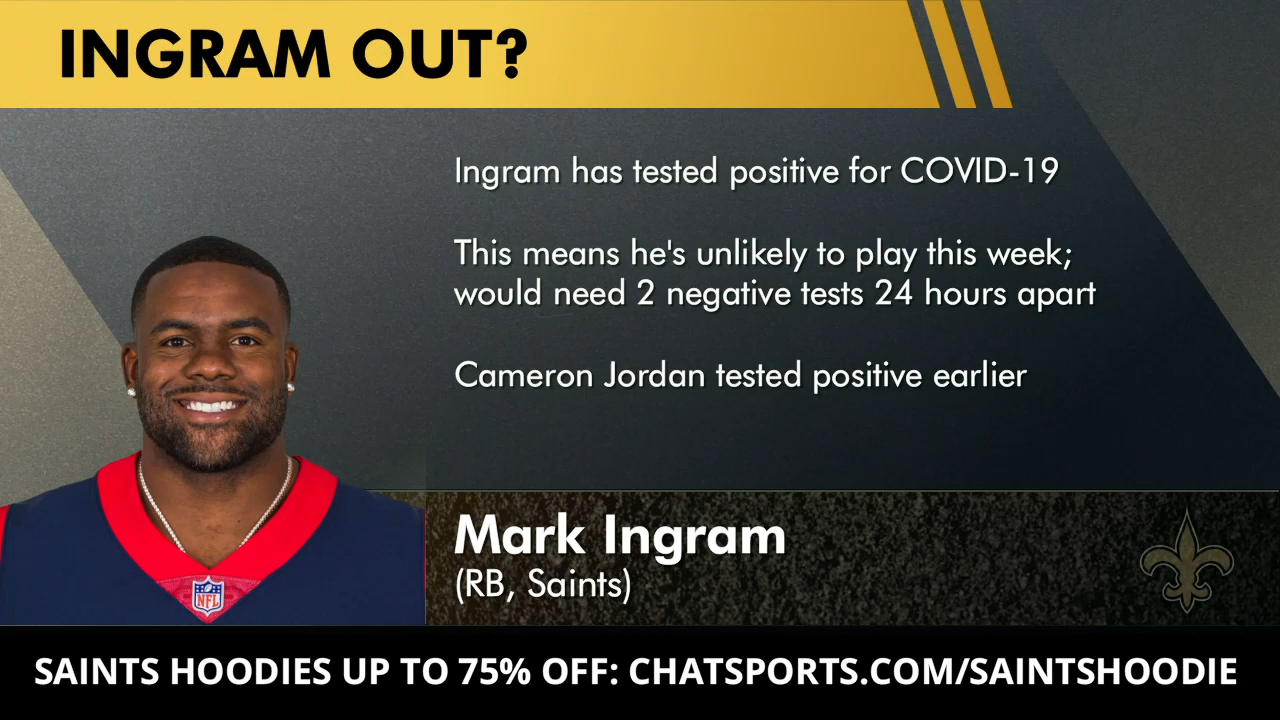 INGRAM OUT?
Ingram has tested positive for COVID-19
This means he's unlikely to play this week;
would need 2 negative tests 24 hours apart
Cameron Jordan tested positive earlier
Mark Ingram
(RB, Saints)
NFL
SAINTS HOODIES UP TO 75% OFF: CHATSPORTS.COM/SAINTSHOODIE